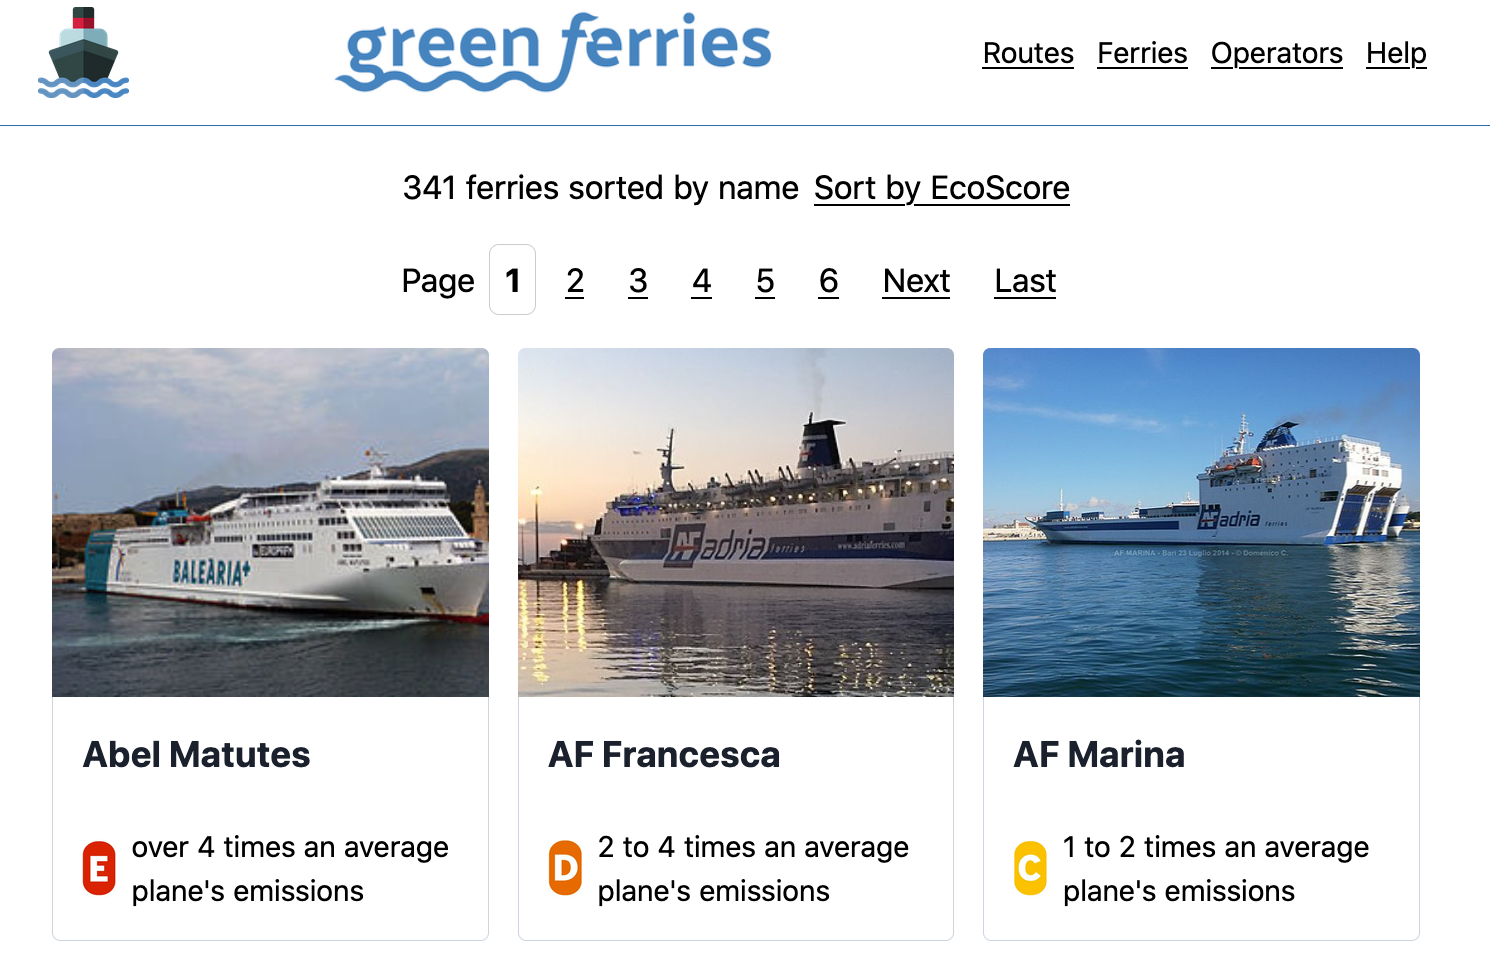 green ferries
Routes Ferries Operators Help
341 ferries sorted by name Sort by EcoScore
Page 1 2 3 4 5 6 Next Last
BALEÀRIA
AF adria ferries
www.adriaferries.com
AF adria ferries
AF MARINA - Bari 23 Luglio 2014 - © Domenico C.
Abel Matutes
E over 4 times an average
plane's emissions
AF Francesca
D 2 to 4 times an average
plane's emissions
AF Marina
C 1 to 2 times an average
plane's emissions